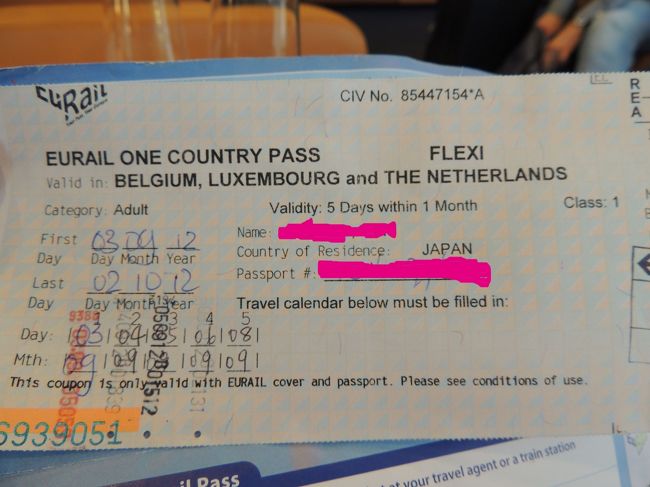 EURail
CIV No. 85447154*A
EURAIL ONE COUNTRY PASS FLEXI
Valid in: BELGIUM, LUXEMBOURG and THE NETHERLANDS
Category: Adult Validity: 5 Days within 1 Month Class: 1
First 03 09 12 Name:
Day Day Month Year Country of Residence: JAPAN
Last 02 10 12 Passport #:
Day Day Month Year Travel calendar below must be filled in:
1 2 3 4 5
Day: 03 04 05 06 08
Mth: 09 09 09 09 09
This coupon is only valid with EURAIL cover and passport. Please see conditions of use.
6939051
il Pass
at your travel agent or a train station
R
E
A